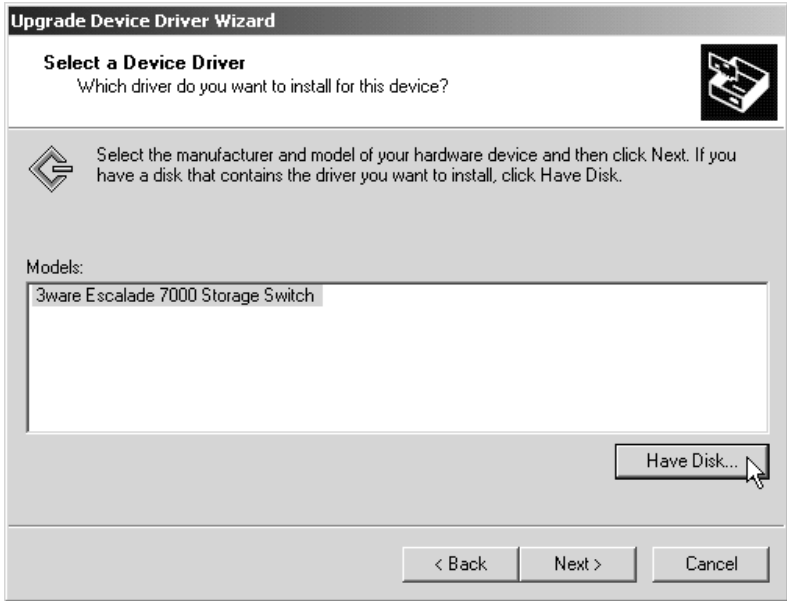 Upgrade Device Driver Wizard
Select a Device Driver
Which driver do you want to install for this device?
Select the manufacturer and model of your hardware device and then click Next. If you
have a disk that contains the driver you want to install, click Have Disk.
Models:
3ware Escalade 7000 Storage Switch
Have Disk...
< Back
Next >
Cancel